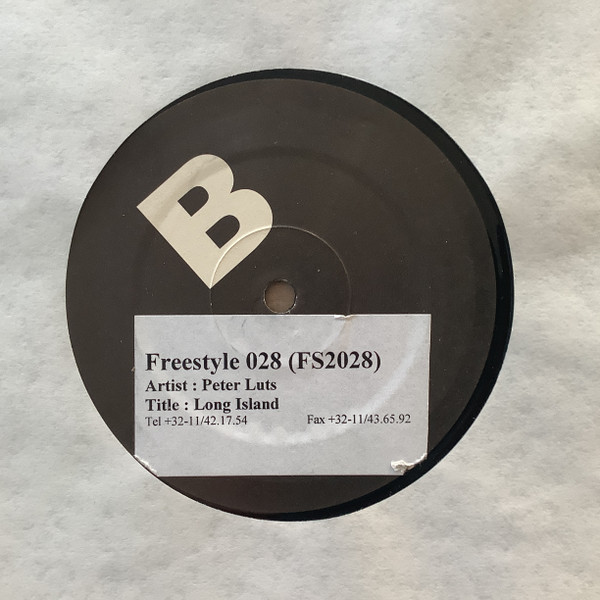 B
Freestyle 028 (FS2028)
Artist : Peter Luts
Title : Long Island
Tel +32-11/42.17.54 Fax +32-11/43.65.92